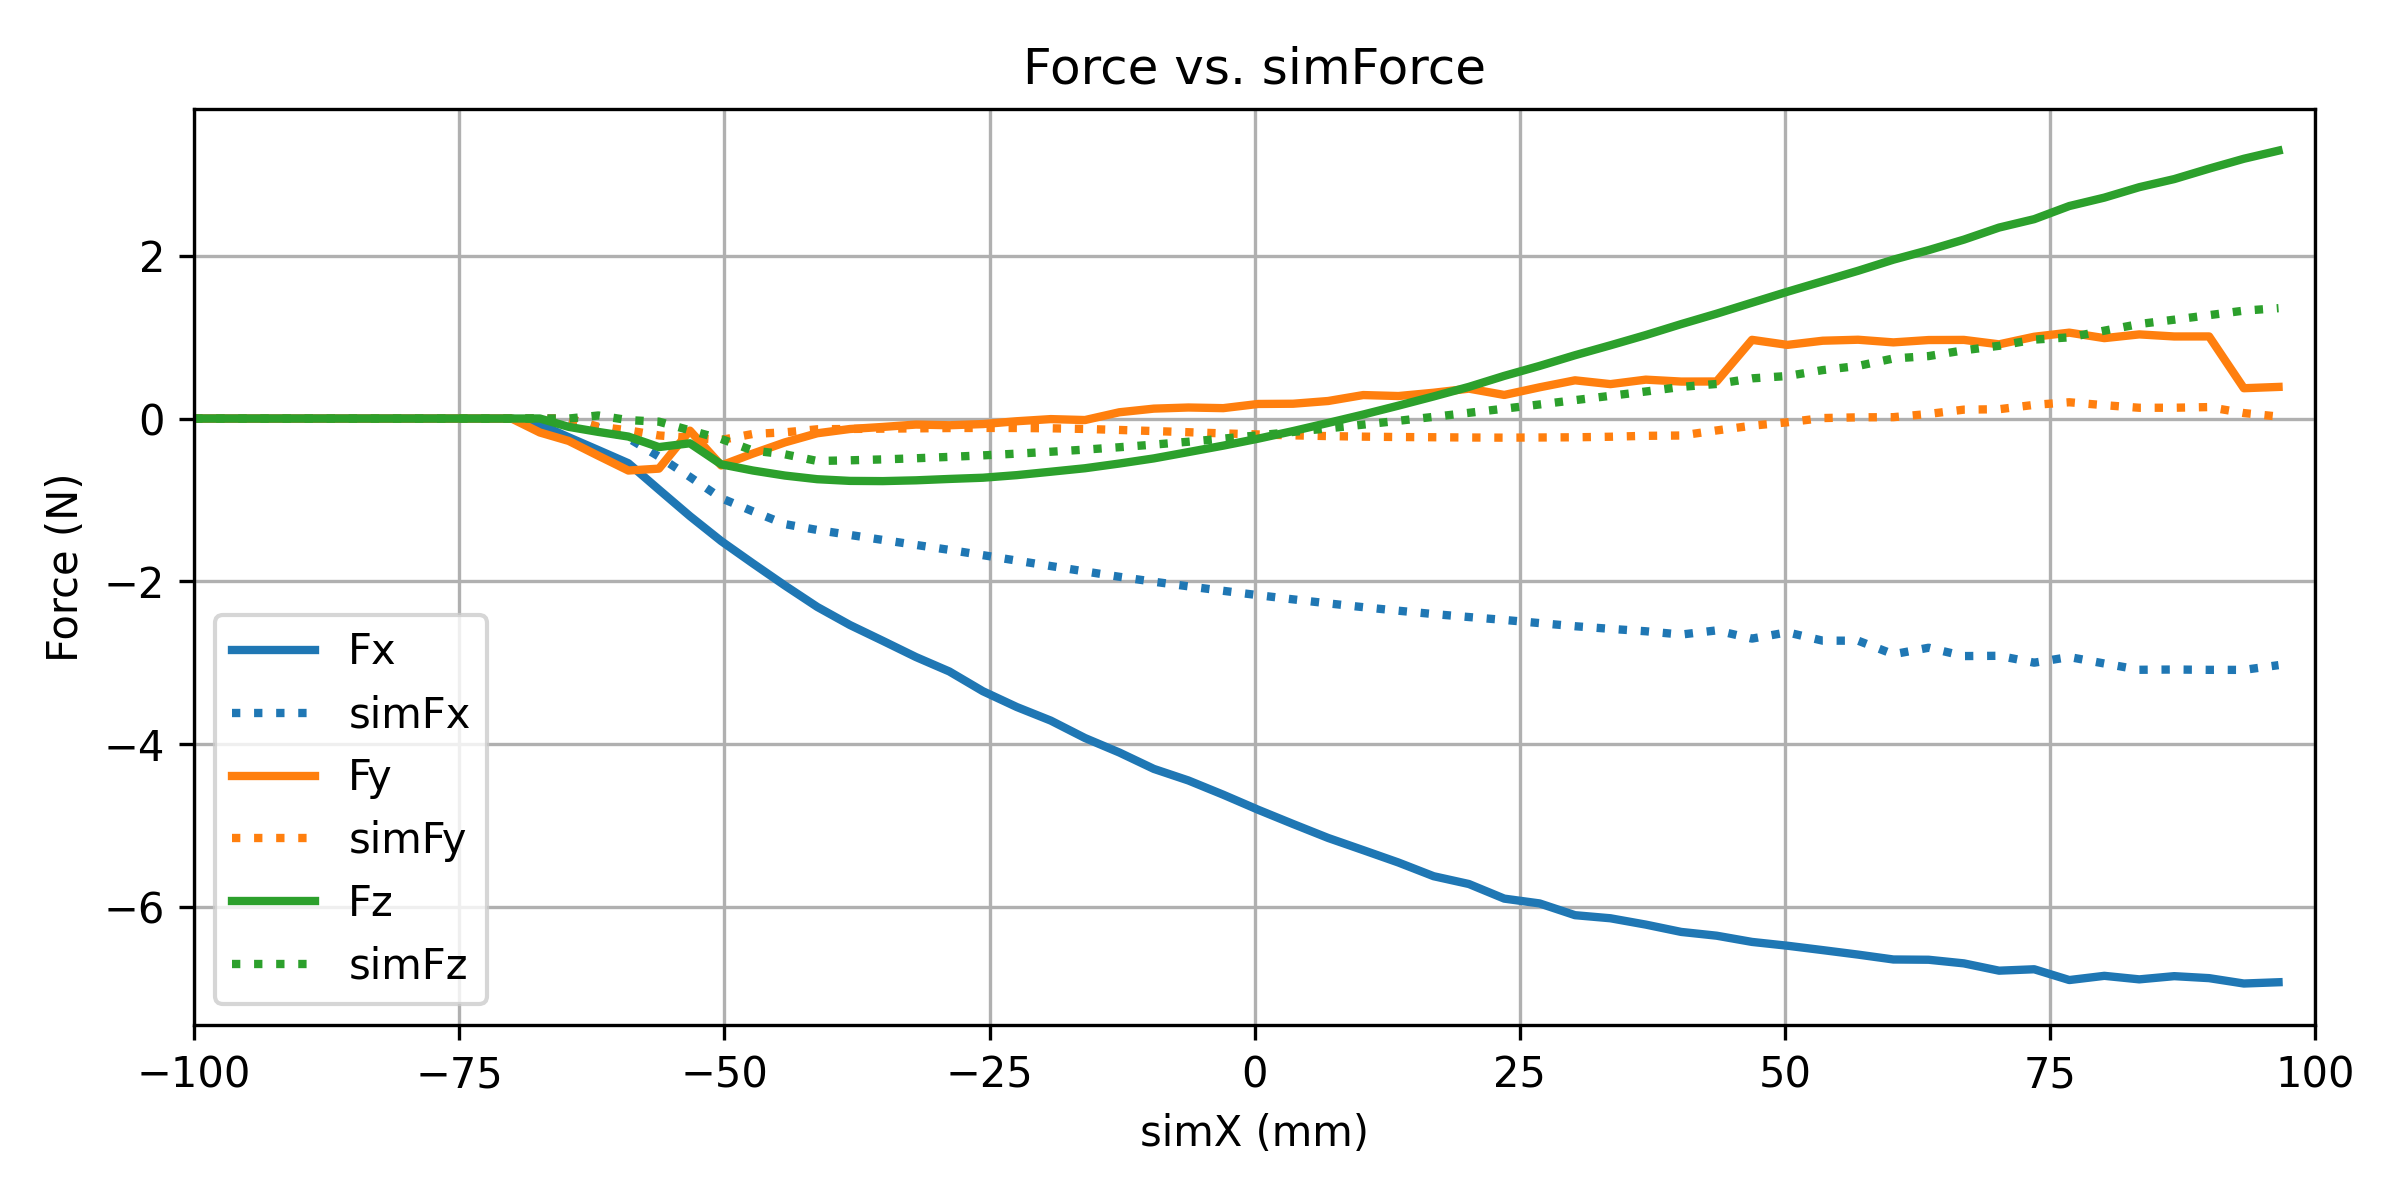 Force vs. simForce
Force (N)
2
0
−2
−4
−6
Fx
simFx
Fy
simFy
Fz
simFz
−100 −75 −50 −25 0 25 50 75 100
simX (mm)